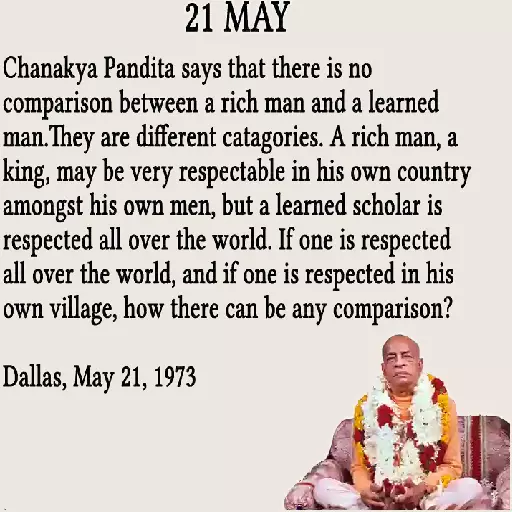 21 MAY
Chanakya Pandita says that there is no
comparison between a rich man and a learned
man.They are different catagories. A rich man, a
king, may be very respectable in his own country
amongst his own men, but a learned scholar is
respected all over the world. If one is respected
all over the world, and if one is respected in his
own village, how there can be any comparison?
Dallas, May 21, 1973